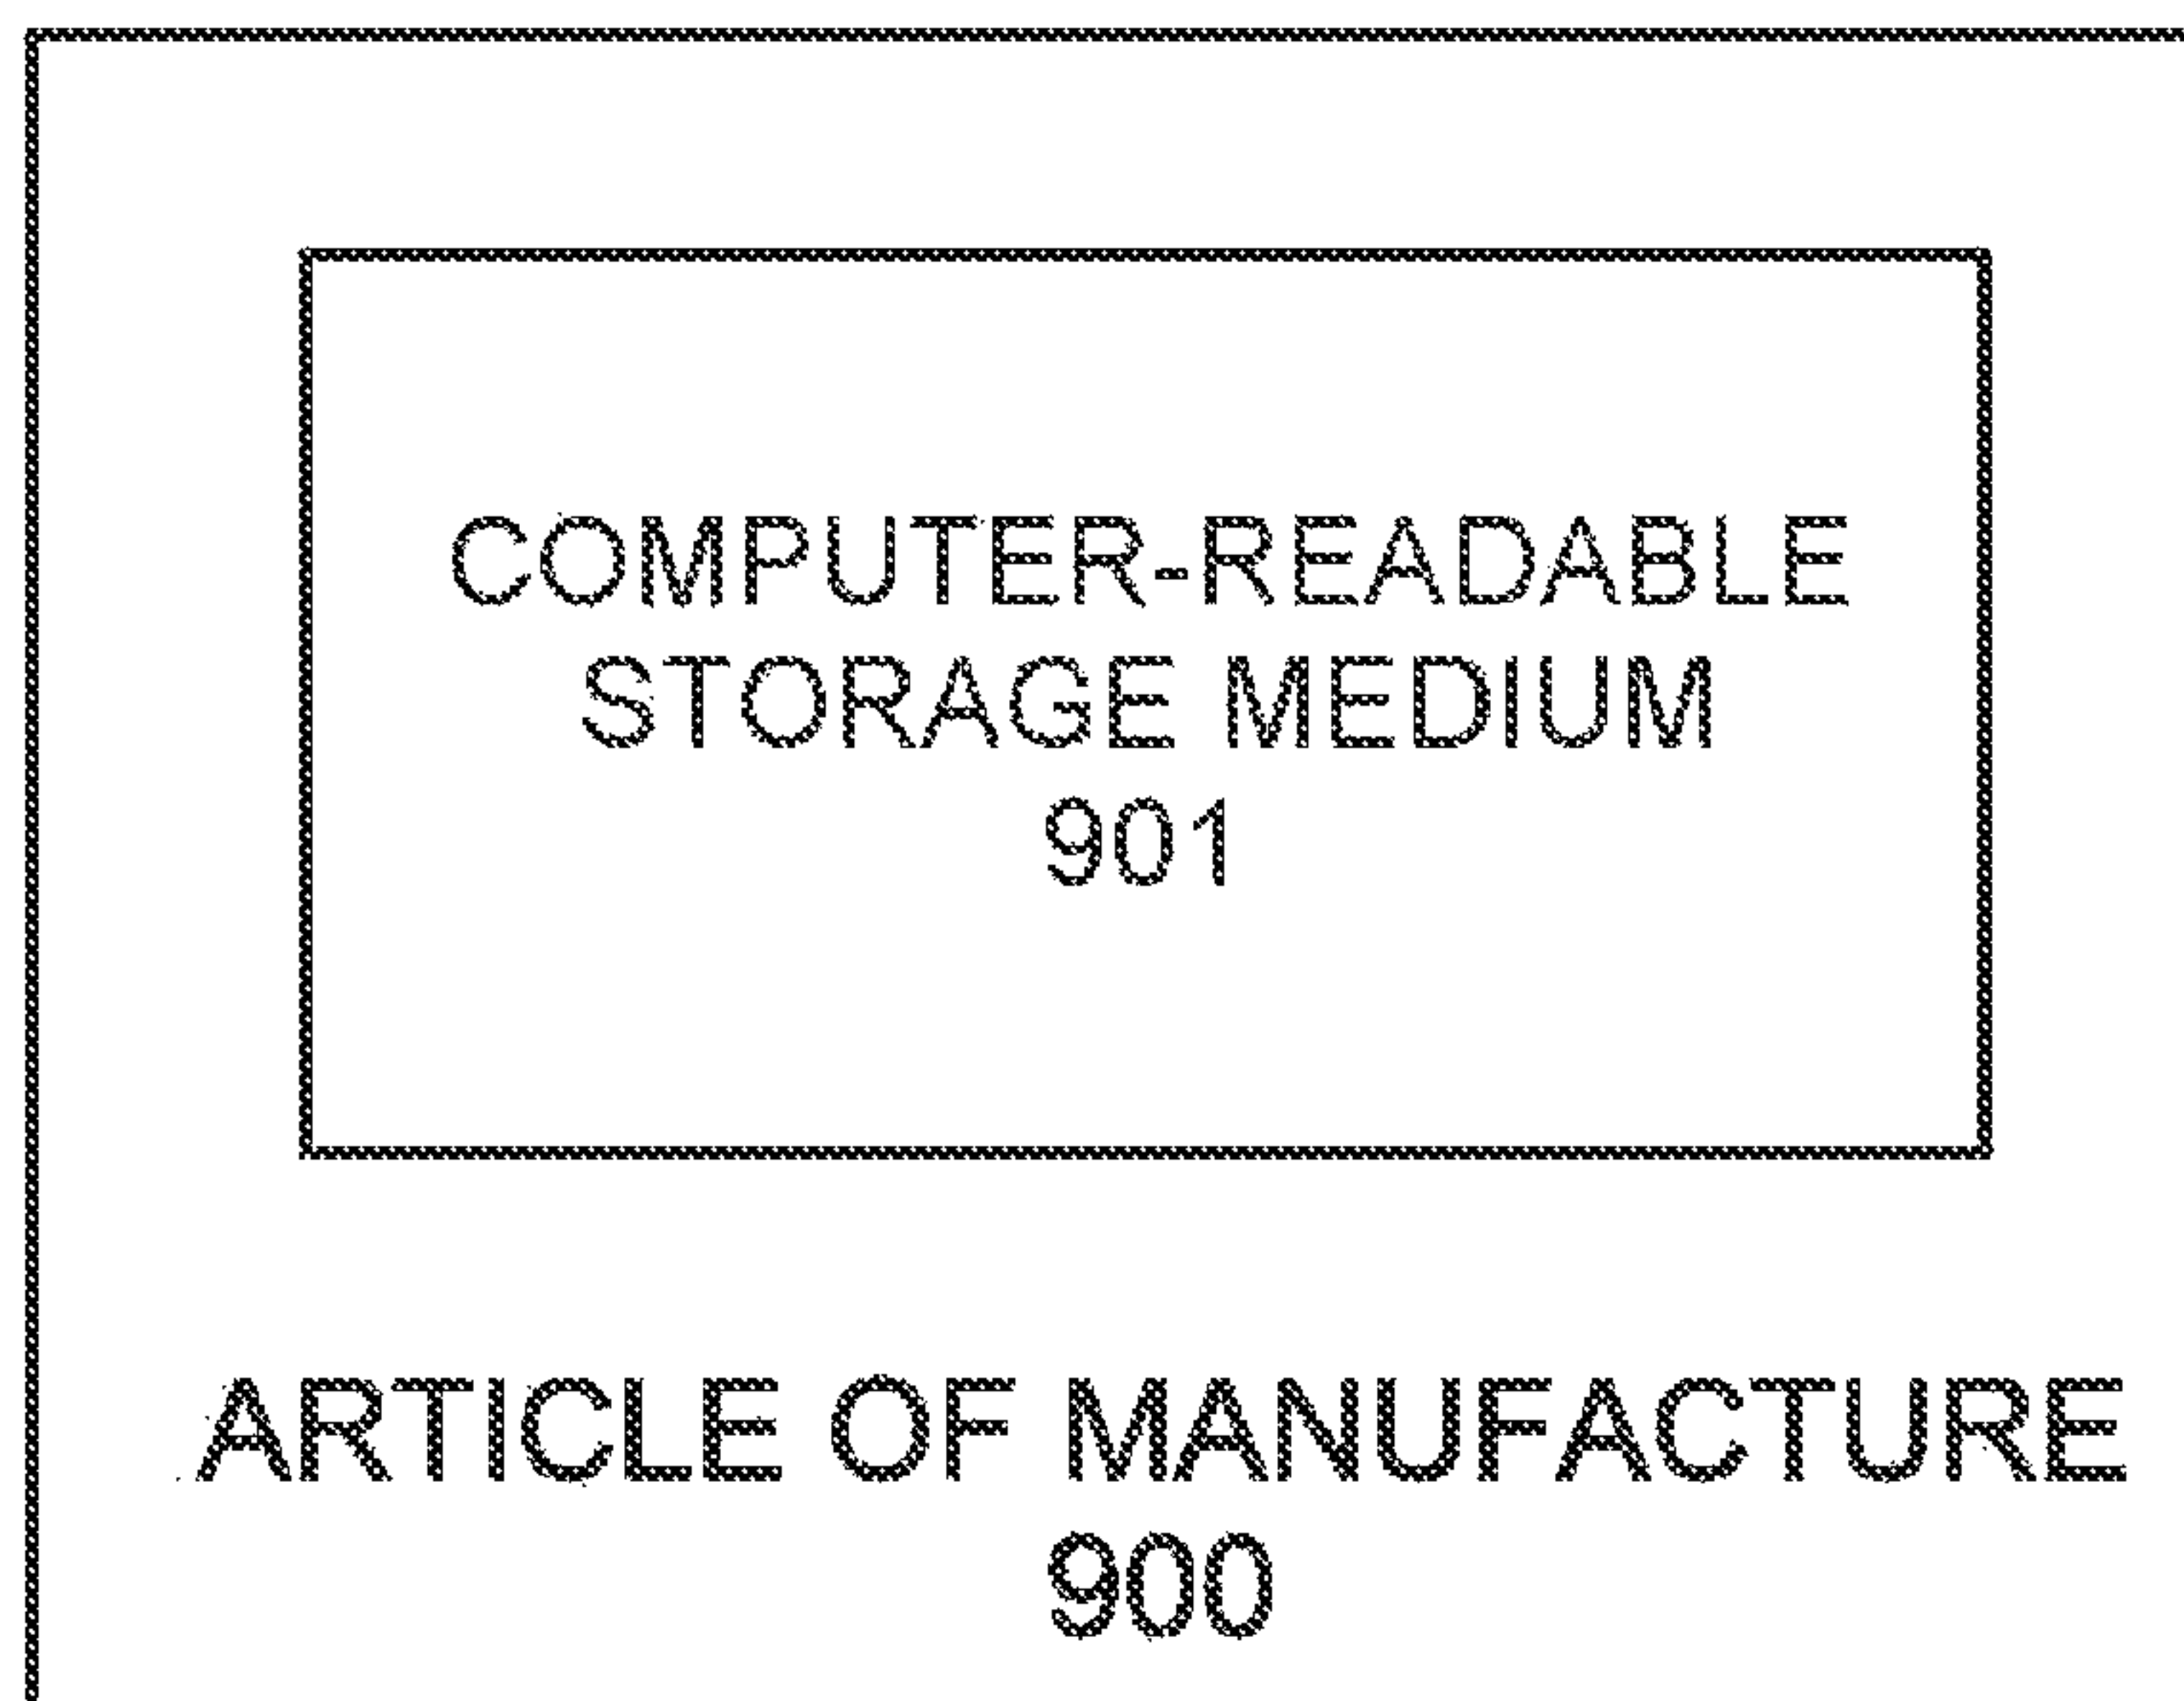 COMPUTER-READABLE
STORAGE MEDIUM
901
ARTICLE OF MANUFACTURE
900